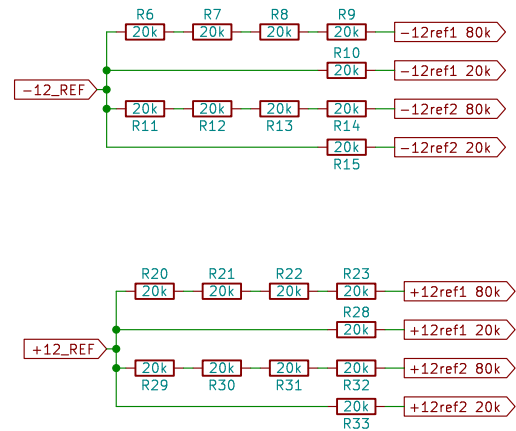 R6 R7 R8 R9
20k 20k 20k 20k −12ref1 80k
R10
20k −12ref1 20k
−12_REF
20k 20k 20k 20k −12ref2 80k
R11 R12 R13 R14
20k −12ref2 20k
R15
R20 R21 R22 R23
20k 20k 20k 20k +12ref1 80k
R28
20k +12ref1 20k
+12_REF
20k 20k 20k 20k +12ref2 80k
R29 R30 R31 R32
20k +12ref2 20k
R33